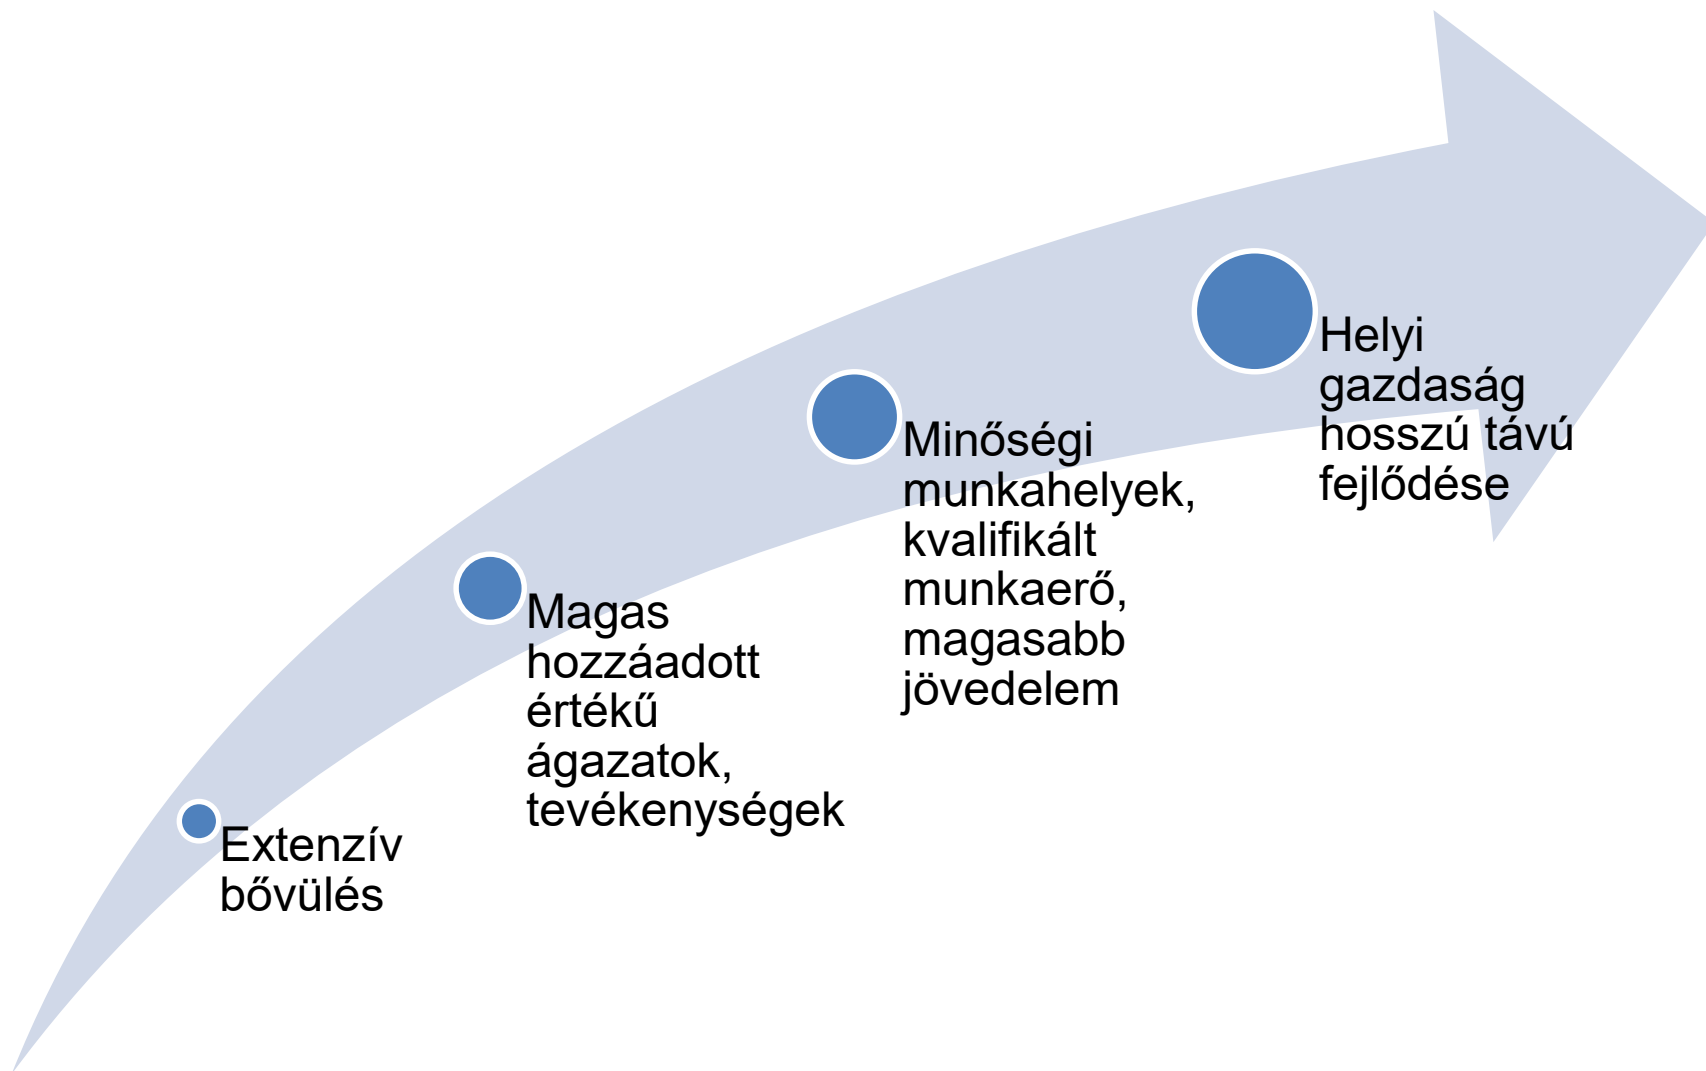 Extenzív
bővülés
Magas
hozzáadott
értékű
ágazatok,
tevékenységek
Minőségi
munkahelyek,
kvalifikált
munkaerő,
magasabb
jövedelem
Helyi
gazdaság
hosszú távú
fejlődése